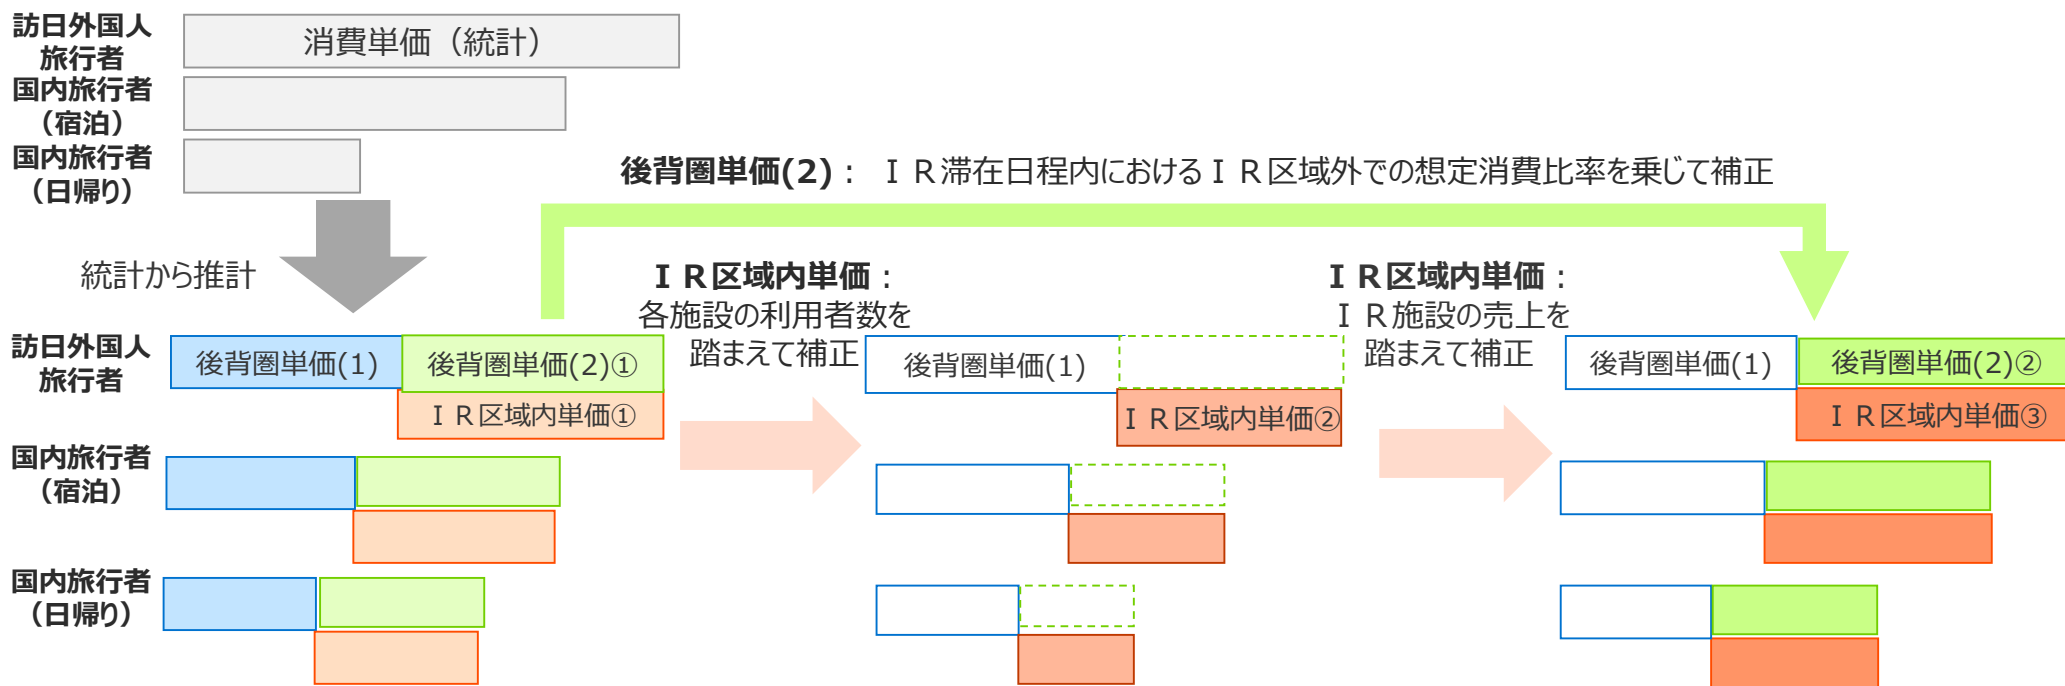 訪日外国人
旅行者
消費単価（統計）
国内旅行者
（宿泊）
国内旅行者
（日帰り）
後背圏単価(2)： ＩＲ滞在日程内におけるＩＲ区域外での想定消費比率を乗じて補正
統計から推計
ＩＲ区域内単価：
各施設の利用者数を
踏まえて補正
ＩＲ区域内単価：
ＩＲ施設の売上を
踏まえて補正
訪日外国人
旅行者
後背圏単価(1)
後背圏単価(2)①
ＩＲ区域内単価①
後背圏単価(1)
ＩＲ区域内単価②
後背圏単価(1)
後背圏単価(2)②
ＩＲ区域内単価③
国内旅行者
（宿泊）
国内旅行者
（日帰り）